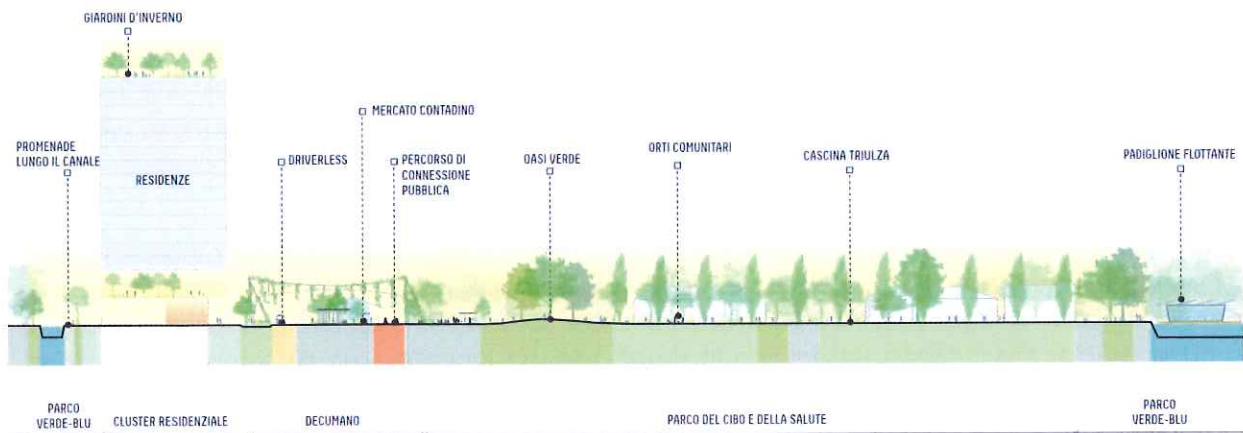 GIARDINI D'INVERNO
MERCATO CONTADINO
PROMENADE
LUNGO IL CANALE
RESIDENZE
DRIVERLESS
PERCORSO DI
CONNESSIONE
PUBBLICA
OASI VERDE
ORTI COMUNITARI
CASCINA TRIULZA
PADIGLIONE FLOTTANTE
PARCO
VERDE-BLU
CLUSTER RESIDENZIALE
DECUMANO
PARCO DEL CIBO E DELLA SALUTE
PARCO
VERDE-BLU